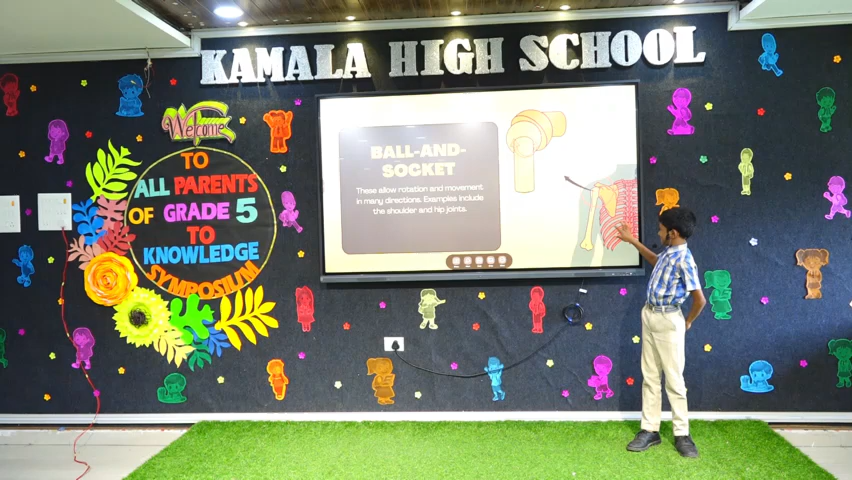 KAMALA HIGH SCHOOL
Welcome
TO
ALL PARENTS
OF GRADE 5
TO
KNOWLEDGE
SYMPOSIUM
BALL-AND-
SOCKET
These allow rotation and movement
in many directions. Examples include
the shoulder and hip joints.